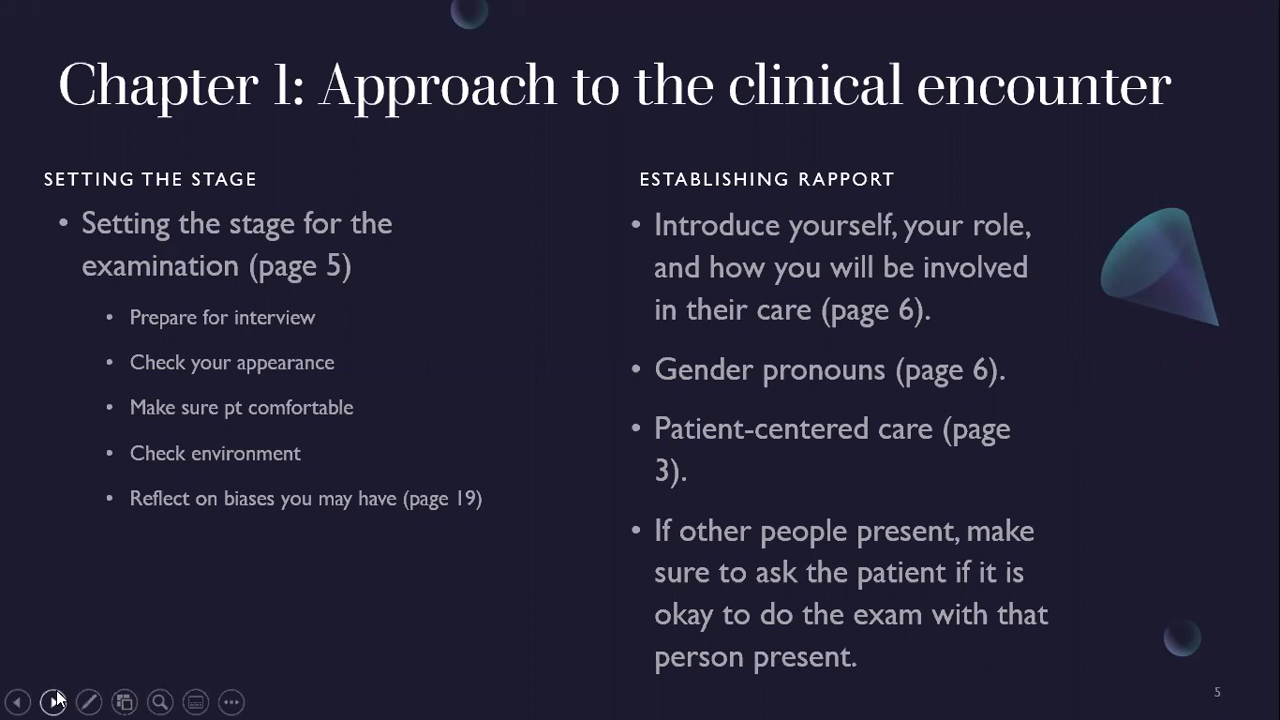 Chapter 1: Approach to the clinical encounter
SETTING THE STAGE
• Setting the stage for the
examination (page 5)
• Prepare for interview
• Check your appearance
• Make sure pt comfortable
• Check environment
• Reflect on biases you may have (page 19)
ESTABLISHING RAPPORT
• Introduce yourself, your role,
and how you will be involved
in their care (page 6).
• Gender pronouns (page 6).
• Patient-centered care (page
3).
• If other people present, make
sure to ask the patient if it is
okay to do the exam with that
person present.
5